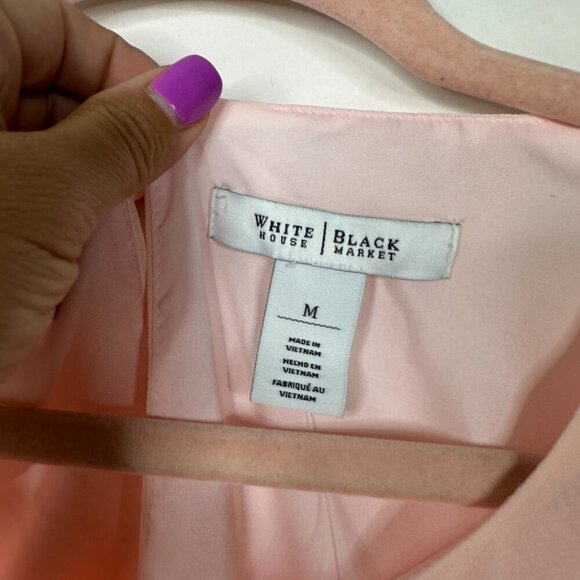 WHITE | BLACK
HOUSE | MARKET
M
MADE IN
VIETNAM
HECHO EN
VIETNAM
FABRIQUÉ AU
VIETNAM